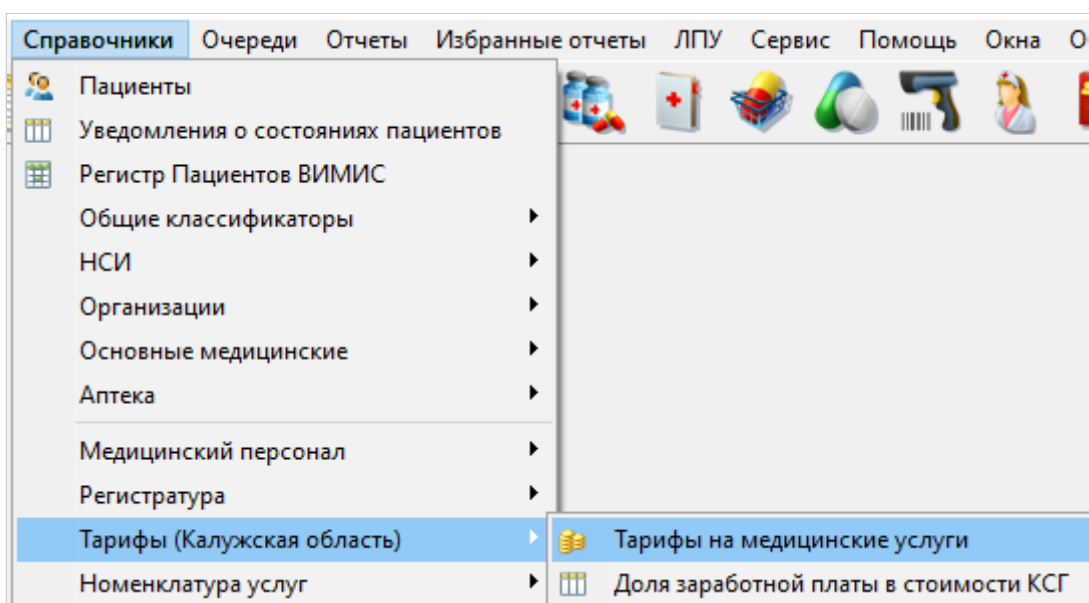 Справочники Очереди Отчеты Избранные отчеты ЛПУ Сервис Помощь Окна О
Пациенты
Уведомления о состояниях пациентов
Регистр Пациентов ВИМИС
Общие классификаторы
НСИ
Организации
Основные медицинские
Аптека
Медицинский персонал
Регистратура
Тарифы (Калужская область) Тарифы на медицинские услуги
Номенклатура услуг Доля заработной платы в стоимости КСГ